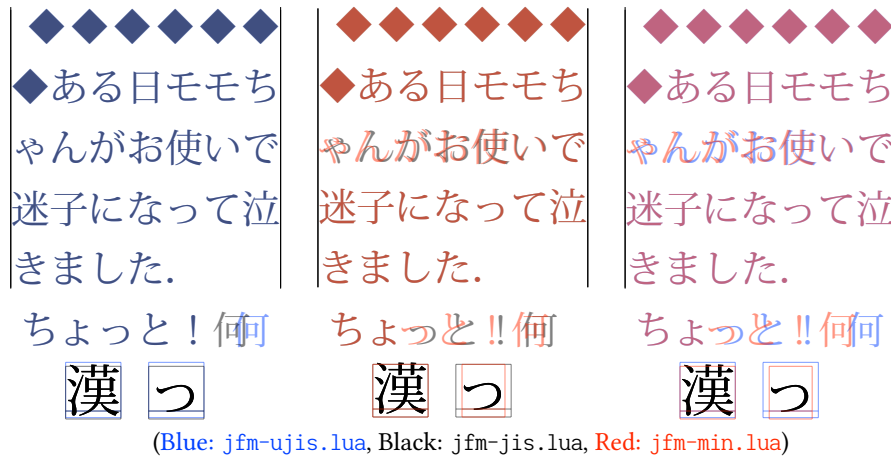 ◆◆◆◆◆◆
◆ある日モモち
ゃんがお使いで
迷子になって泣
きました.
ちょっと！何
漢 っ
◆◆◆◆◆◆
◆ある日モモち
ゃんがお使いで
迷子になって泣
きました.
ちょっと！何
漢 っ
◆◆◆◆◆◆
◆ある日モモち
ゃんがお使いで
迷子になって泣
きました.
ちょっと！何
漢 っ
(Blue: jfm-ujis.lua, Black: jfm-jis.lua, Red: jfm-min.lua)